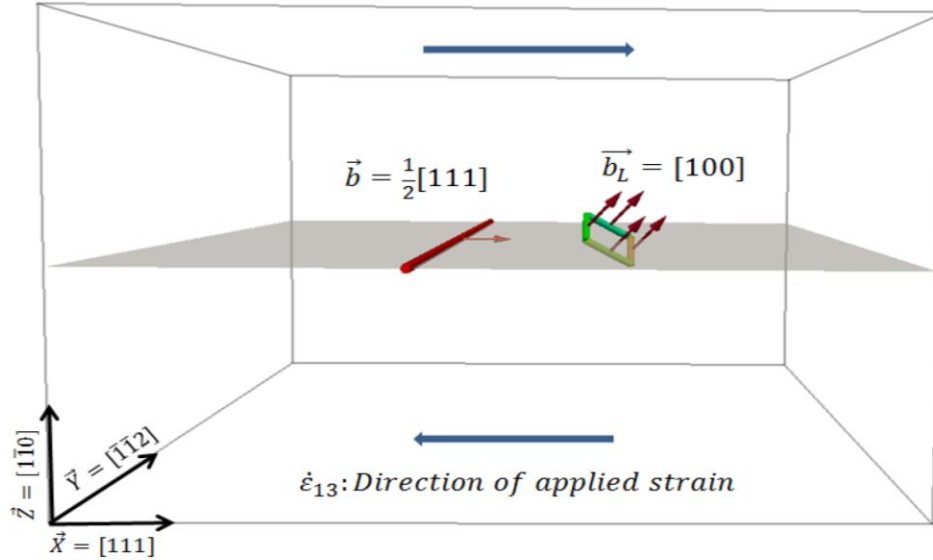 $\vec{b} = \frac{1}{2}[111]$
$\overrightarrow{b_L} = [100]$
$\vec{Z} = [1\bar{1}0]$
$\vec{Y} = [\bar{1}\bar{1}2]$
$\dot{\varepsilon}_{13}$: Direction of applied strain
$\vec{X} = [111]$